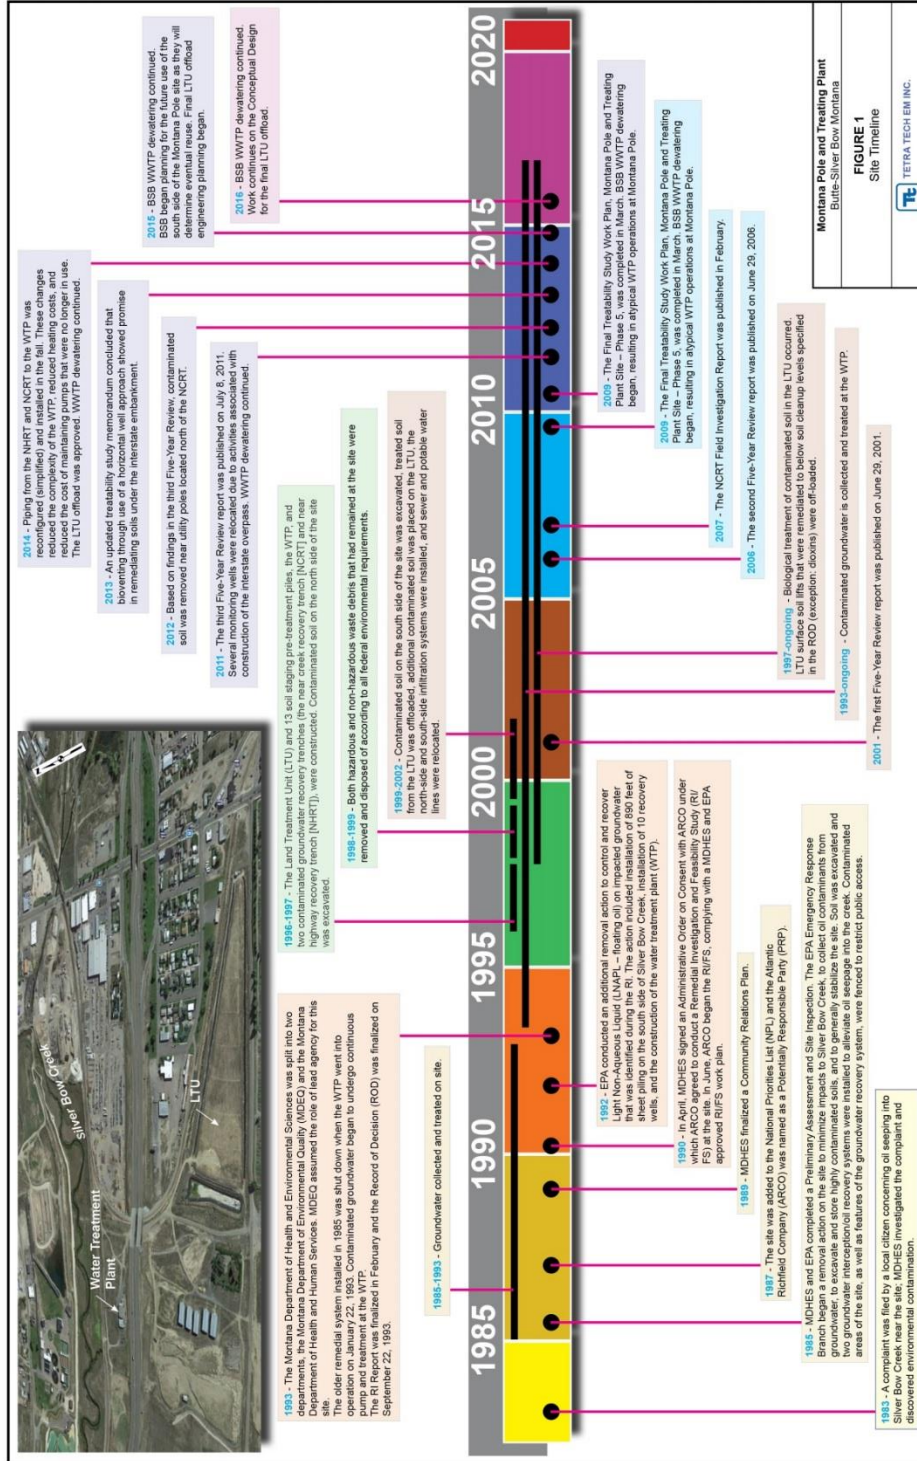 Water Treatment
Plant
Silver Bow Creek
LTU
1993 - The Montana Department of Health and Environmental Sciences was split into two
departments, the Montana Department of Environmental Quality (MDEQ) and the Montana
Department of Health and Human Services. MDEQ assumed the role of lead agency for this
site.
The older remedial system installed in 1985 was shut down when the WTP went into
operation on January 22, 1993. Contaminated groundwater began to undergo continuous
pump and treatment at the WTP.
The RI Report was finalized in February and the Record of Decision (ROD) was finalized on
September 22, 1993.
1985-1993 - Groundwater collected and treated on site.
1996-1997 - The Land Treatment Unit (LTU) and 13 soil staging pre-treatment piles, the WTP, and
two contaminated groundwater recovery trenches (the near creek recovery trench [NCRT] and near
highway recovery trench [NHRT]). were constructed. Contaminated soil on the north side of the site
was excavated.
1998-1999 - Both hazardous and non-hazardous waste debris that had remained at the site were
removed and disposed of according to all federal environmental requirements.
1999-2002 - Contaminated soil on the south side of the site was excavated, treated soil
from the LTU was offloaded, additional contaminated soil was placed on the LTU, the
north-side and south-side infiltration systems were installed, and sewer and potable water
lines were relocated.
2014 - Piping from the NHRT and NCRT to the WTP was
reconfigured (simplified) and installed in the fall. These changes
reduced the complexity of the WTP, reduced heating costs, and
reduced the cost of maintaining pumps that were no longer in use.
The LTU offload was approved. WWTP dewatering continued.
2013 - An updated treatability study memorandum concluded that
bioventing through use of a horizontal well approach showed promise
in remediating soils under the interstate embankment.
2012 - Based on findings in the third Five-Year Review, contaminated
soil was removed near utility poles located north of the NCRT.
2011 - The third Five-Year Review report was published on July 8, 2011.
Several monitoring wells were relocated due to activities associated with
construction of the interstate overpass. WWTP dewatering continued.
2015 - BSB WWTP dewatering continued.
BSB began planning for the future use of the
south side of the Montana Pole site as they will
determine eventual reuse. Final LTU offload
engineering planning began.
2016 - BSB WWTP dewatering continued.
Work continues on the Conceptual Design
for the final LTU offload.
1985
1990
1995
2000
2005
2010
2015
2020
1983 - A complaint was filed by a local citizen concerning oil seeping into
Silver Bow Creek near the site; MDHES investigated the complaint and
discovered environmental contamination.
1985 - MDHES and EPA completed a Preliminary Assessment and Site Inspection. The EPA Emergency Response
Branch began a removal action on the site to minimize impacts to Silver Bow Creek, to collect oil contaminants from
groundwater, to excavate and store highly contaminated soils, and to generally stabilize the site. Soil was excavated and
two groundwater interception/oil recovery systems were installed to alleviate oil seepage into the creek. Contaminated
areas of the site, as well as features of the groundwater recovery system, were fenced to restrict public access.
1987 - The site was added to the National Priorities List (NPL) and the Atlantic
Richfield Company (ARCO) was named as a Potentially Responsible Party (PRP).
1989 - MDHES finalized a Community Relations Plan.
1990 - In April, MDHES signed an Administrative Order on Consent with ARCO under
which ARCO agreed to conduct a Remedial Investigation and Feasibility Study (RI/
FS) at the site. In June, ARCO began the RI/FS, complying with a MDHES and EPA
approved RI/FS work plan.
1992 - EPA conducted an additional removal action to control and recover
Light Non-Aqueous Liquid (LNAPL – floating oil) on impacted groundwater
that was identified during the RI. The action included installation of 890 feet of
sheet piling on the south side of Silver Bow Creek, installation of 10 recovery
wells, and the construction of the water treatment plant (WTP).
2001 - The first Five-Year Review report was published on June 29, 2001.
1993-ongoing - Contaminated groundwater is collected and treated at the WTP.
1997-ongoing - Biological treatment of contaminated soil in the LTU occurred.
LTU surface soil lifts that were remediated to below soil cleanup levels specified
in the ROD (exception: dioxins) were off-loaded.
2006 - The second Five-Year Review report was published on June 29, 2006.
2007 - The NCRT Field Investigation Report was published in February.
2009 - The Final Treatability Study Work Plan, Montana Pole and Treating
Plant Site – Phase 5, was completed in March. BSB WWTP dewatering
began, resulting in atypical WTP operations at Montana Pole.
2009 - The Final Treatability Study Work Plan, Montana Pole and Treating
Plant Site – Phase 5, was completed in March. BSB WWTP dewatering
began, resulting in atypical WTP operations at Montana Pole.
Montana Pole and Treating Plant
Butte-Silver Bow Montana
FIGURE 1
Site Timeline
Tt TETRA TECH EM INC.